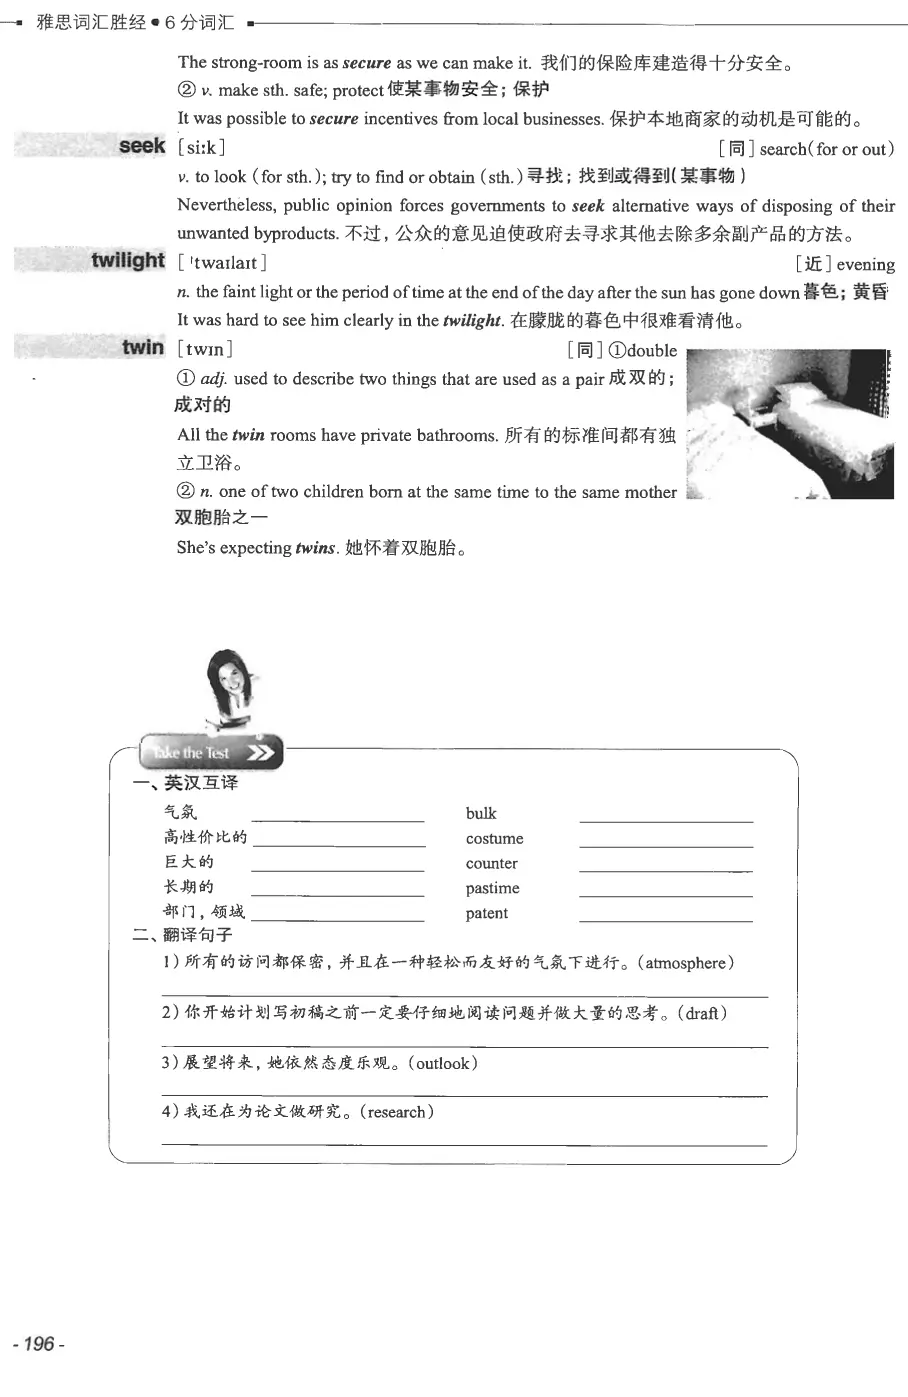 雅思词汇胜经●6分词汇
The strong-room is as secure as we can make it. 我们的保险库建造得十分安全。
② v. make sth. safe; protect 使某事物安全；保护
It was possible to secure incentives from local businesses. 保护本地商家的动机是可能的。
seek [siːk] [同] search(for or out)
v. to look (for sth.); try to find or obtain (sth.) 寻找；找到或得到(某事物)
Nevertheless, public opinion forces governments to seek alternative ways of disposing of their
unwanted byproducts. 不过，公众的意见迫使政府去寻求其他去除多余副产品的方法。
twilight [ˈtwaɪlaɪt] [近] evening
n. the faint light or the period of time at the end of the day after the sun has gone down 暮色；黄昏
It was hard to see him clearly in the twilight. 在朦胧的暮色中很难看清他。
twin [twɪn] [同] ①double
① adj. used to describe two things that are used as a pair 成双的；
成对的
All the twin rooms have private bathrooms. 所有的标准间都有独
立卫浴。
② n. one of two children born at the same time to the same mother
双胞胎之一
She's expecting twins. 她怀着双胞胎。
Take the Test
一、英汉互译
气氛 bulk
高性价比的 costume
巨大的 counter
长期的 pastime
部门，领域 patent
二、翻译句子
1) 所有的访问都保密，并且在一种轻松而友好的气氛下进行。(atmosphere)
2) 你开始计划写初稿之前一定要仔细地阅读问题并做大量的思考。(draft)
3) 展望将来，她依然态度乐观。(outlook)
4) 我还在为论文做研究。(research)
- 196 -